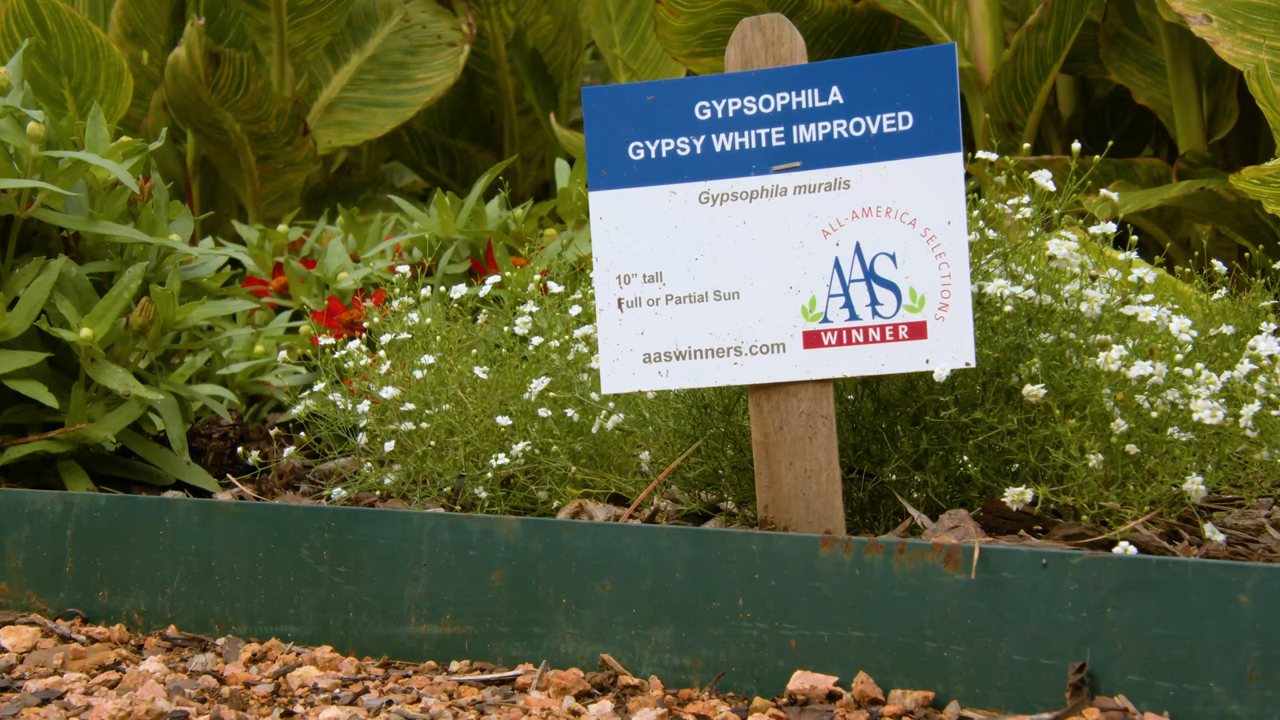 GYPSOPHILA
GYPSY WHITE IMPROVED
Gypsophila muralis
ALL-AMERICA SELECTIONS
10” tall
Full or Partial Sun
AAS
WINNER
aaswinners.com